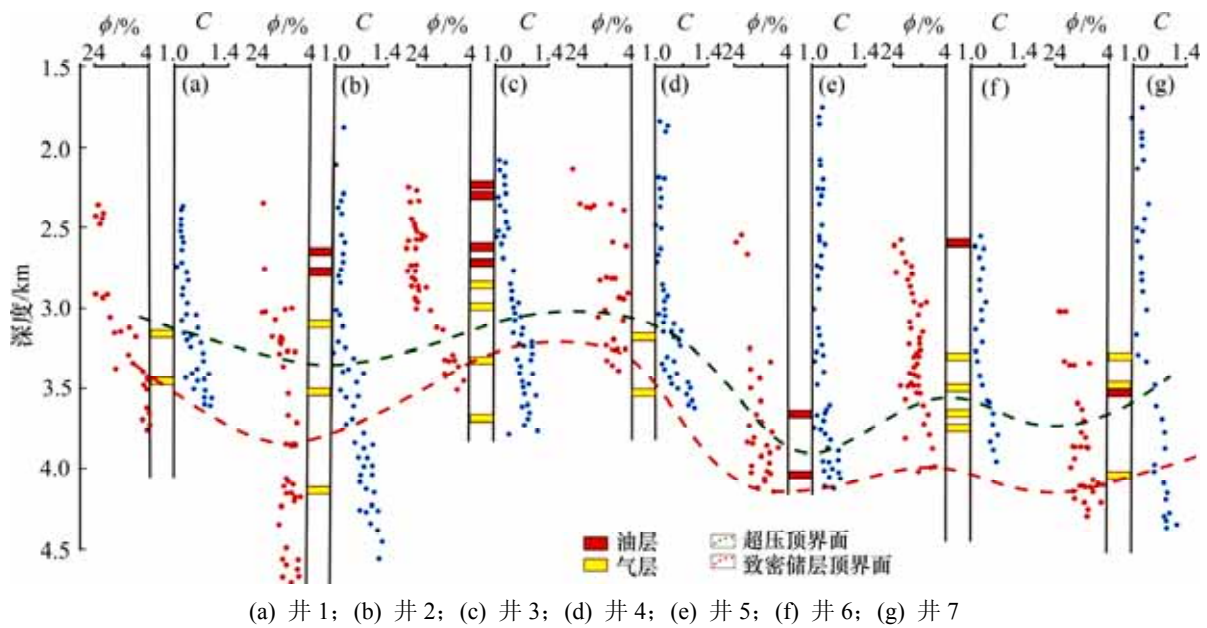 ϕ/% C ϕ/% C ϕ/% C ϕ/% C ϕ/% C ϕ/% C ϕ/% C
24 4 1.0 1.4 24 4 1.0 1.4 24 4 1.0 1.4 24 4 1.0 1.4 24 4 1.0 1.4 24 4 1.0 1.4 24 4 1.0 1.4
1.5
(a) (b) (c) (d) (e) (f) (g)
2.0
2.5
3.0
深度/km
3.5
4.0
4.5
油层 超压顶界面
气层 致密储层顶界面
(a) 井 1; (b) 井 2; (c) 井 3; (d) 井 4; (e) 井 5; (f) 井 6; (g) 井 7